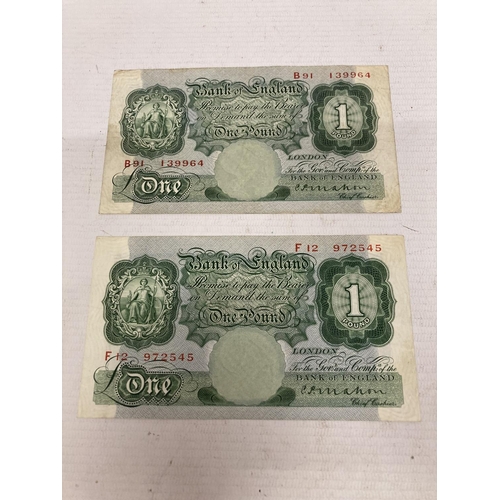 B91 139964
Bank of England
Promise to pay the Bearer
on Demand the sum of
One Pound
1
POUND
LONDON
For the Govr. and Compa. of the
BANK OF ENGLAND
B91 139964
£One
Chief Cashier.
F12 972545
Bank of England
Promise to pay the Bearer
on Demand the sum of
One Pound
1
POUND
LONDON
For the Govr. and Compa. of the
BANK OF ENGLAND
F12 972545
£One
Chief Cashier.